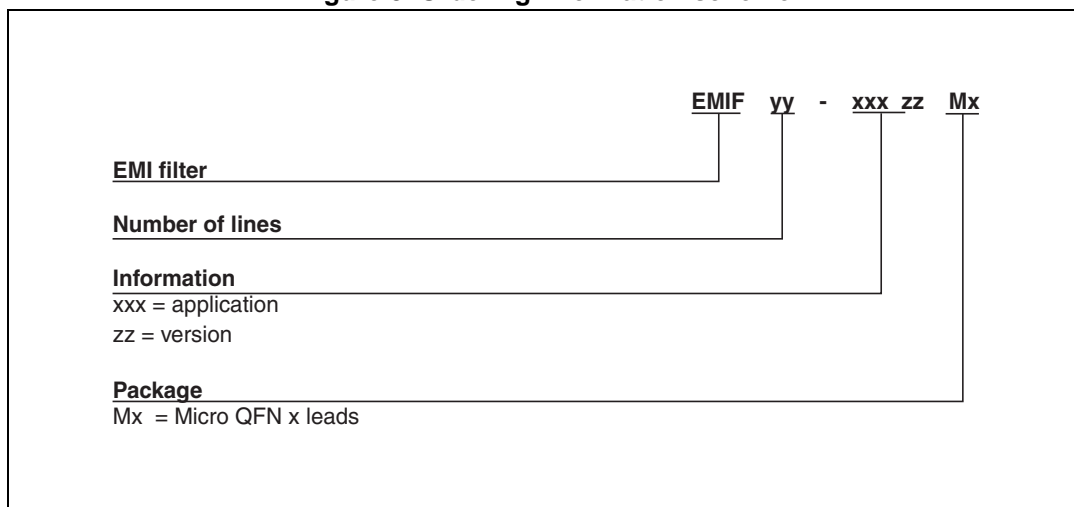 EMIF yy - xxx zz Mx
EMI filter
Number of lines
Information
xxx = application
zz = version
Package
Mx = Micro QFN x leads